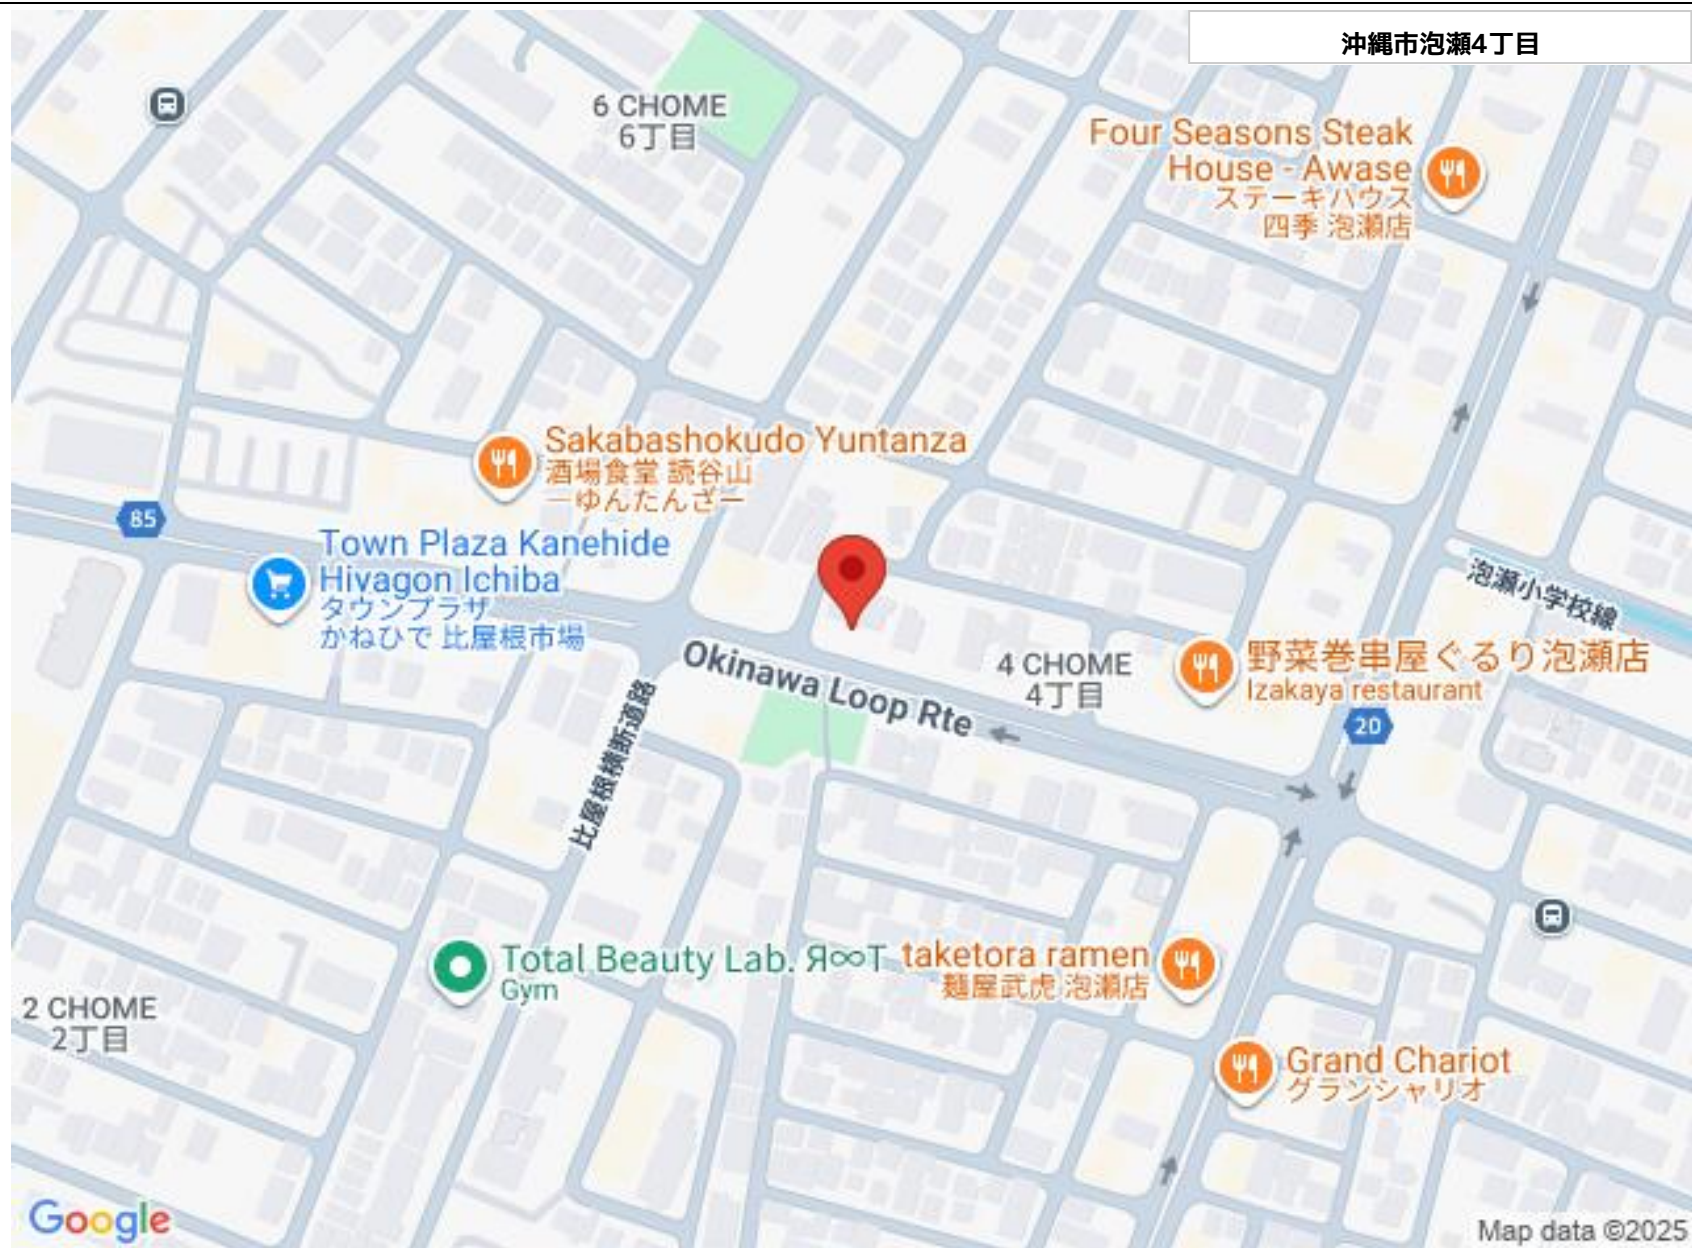 沖縄市泡瀬4丁目
6 CHOME
6丁目
Four Seasons Steak
House - Awase
ステーキハウス
四季 泡瀬店
Sakabashokudo Yuntanza
酒場食堂 読谷山
―ゆんたんざー
85
Town Plaza Kanehide
Hiyagon Ichiba
タウンプラザ
かねひで 比屋根市場
泡瀬小学校線
Okinawa Loop Rte
4 CHOME
4丁目
野菜巻串屋ぐるり泡瀬店
Izakaya restaurant
20
比屋根横断道路
Total Beauty Lab. Я∞T
Gym
taketora ramen
麺屋武虎 泡瀬店
2 CHOME
2丁目
Grand Chariot
グランシャリオ
Google
Map data ©2025